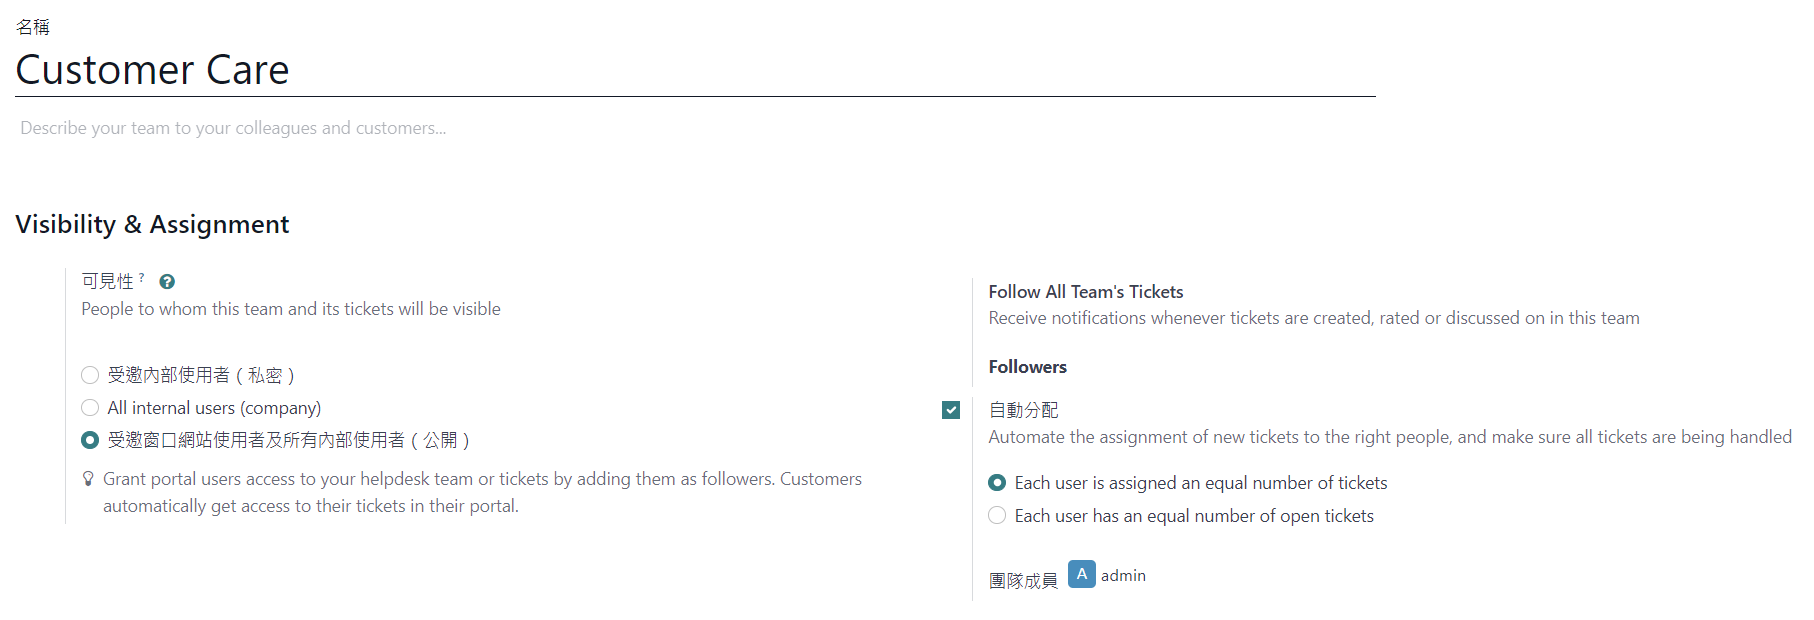 名稱
Customer Care
Describe your team to your colleagues and customers...
Visibility & Assignment
可見性 ?
People to whom this team and its tickets will be visible
受邀內部使用者（私密）
All internal users (company)
受邀窗口網站使用者及所有內部使用者（公開）
Grant portal users access to your helpdesk team or tickets by adding them as followers. Customers
automatically get access to their tickets in their portal.
Follow All Team's Tickets
Receive notifications whenever tickets are created, rated or discussed on in this team
Followers
自動分配
Automate the assignment of new tickets to the right people, and make sure all tickets are being handled
Each user is assigned an equal number of tickets
Each user has an equal number of open tickets
團隊成員 A admin